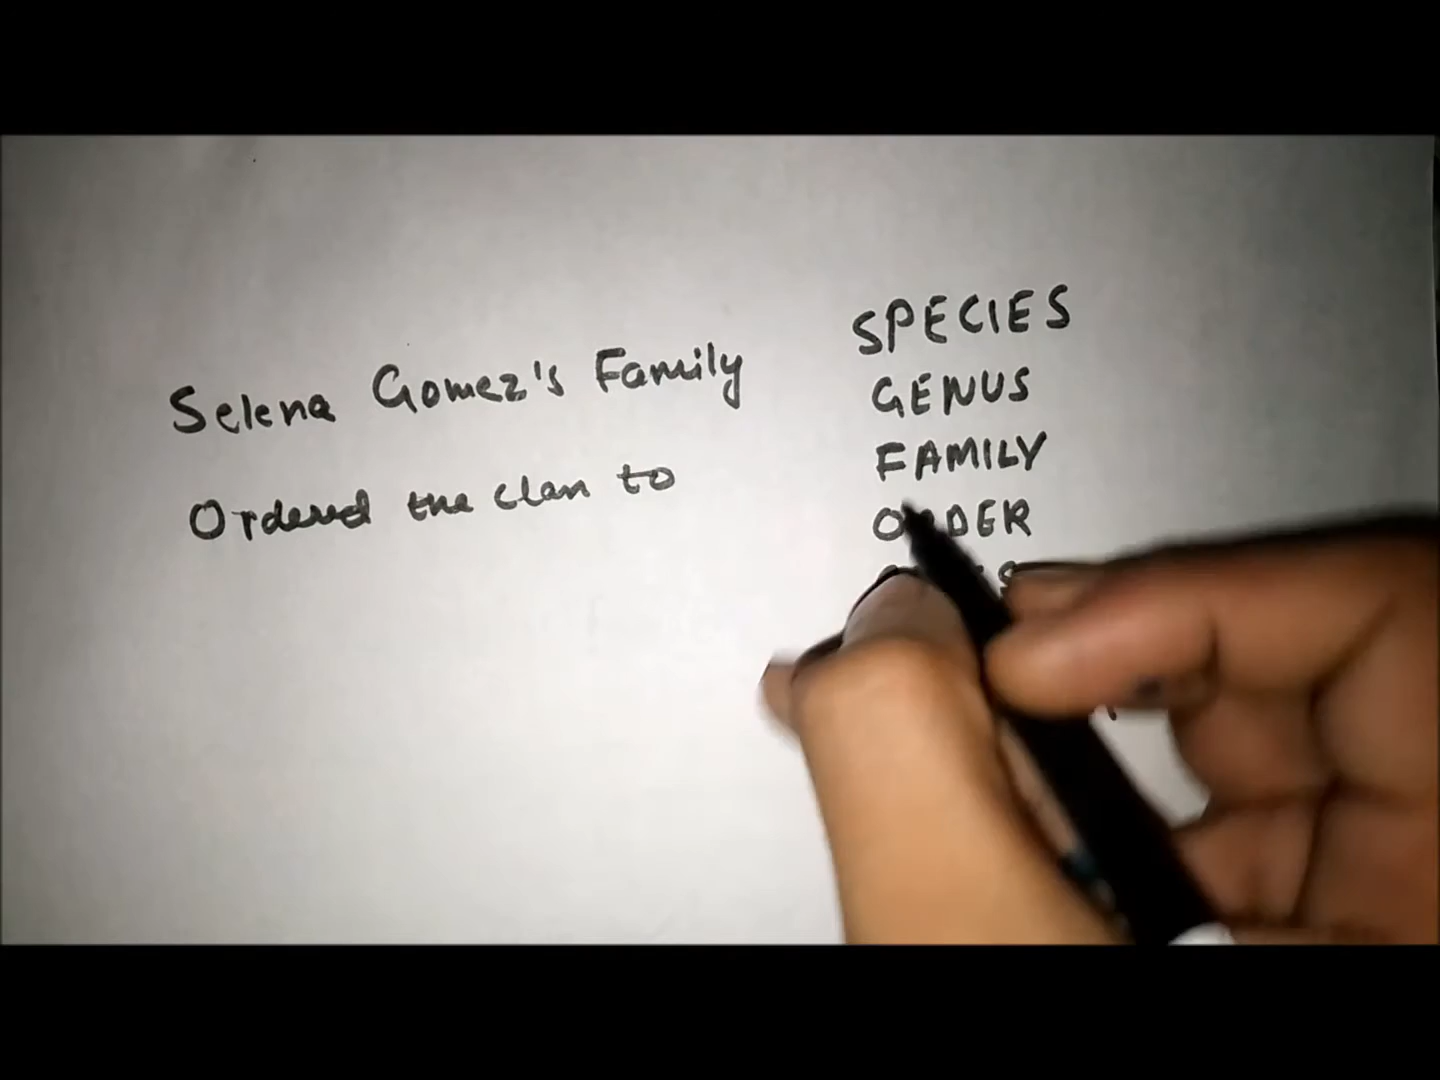 Selena Gomez's Family
Ordered the clan to
SPECIES
GENUS
FAMILY
ORDER